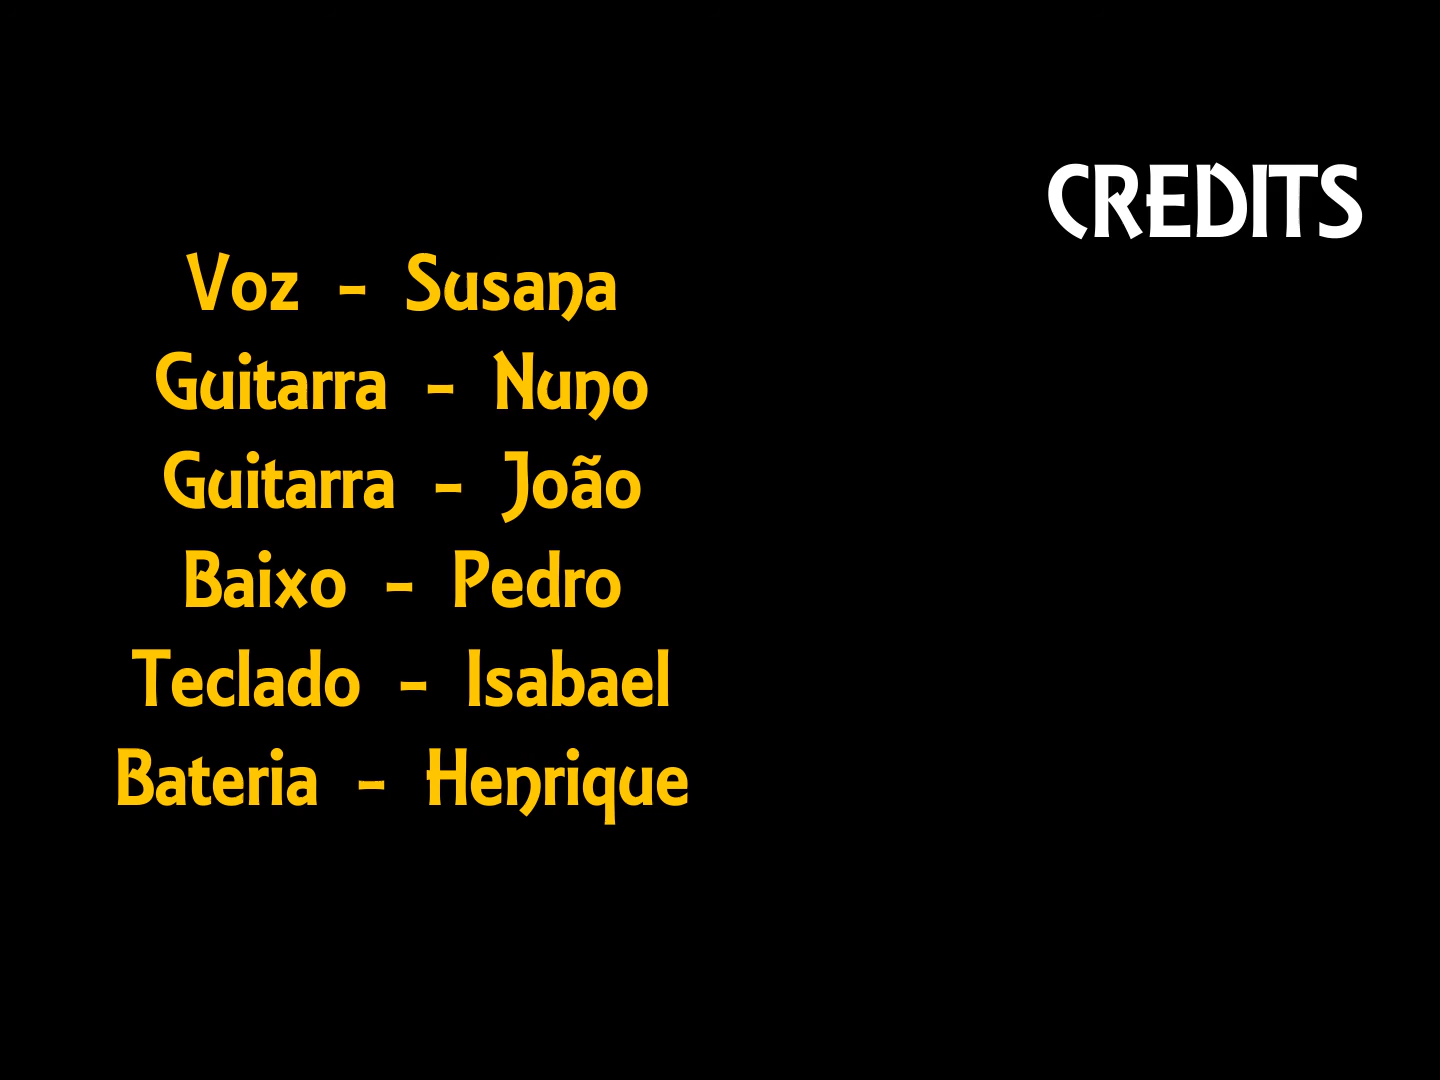 CREDITS
Voz - Susana
Guitarra - Nuno
Guitarra - João
Baixo - Pedro
Teclado - Isabael
Bateria - Henrique